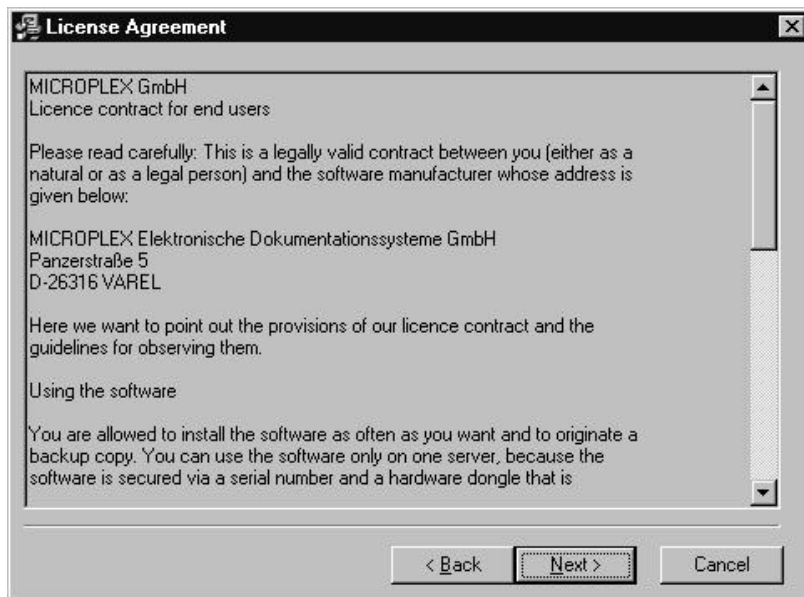 License Agreement
MICROPLEX GmbH
Licence contract for end users
Please read carefully: This is a legally valid contract between you (either as a
natural or as a legal person) and the software manufacturer whose address is
given below:
MICROPLEX Elektronische Dokumentationssysteme GmbH
Panzerstraße 5
D-26316 VAREL
Here we want to point out the provisions of our licence contract and the
guidelines for observing them.
Using the software
You are allowed to install the software as often as you want and to originate a
backup copy. You can use the software only on one server, because the
software is secured via a serial number and a hardware dongle that is
< Back Next > Cancel